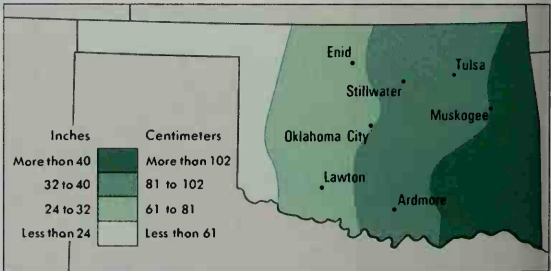 Enid
Tulsa
Stillwater
Muskogee
Oklahoma City
Lawton
Ardmore
Inches Centimeters
More than 40 More than 102
32 to 40 81 to 102
24 to 32 61 to 81
Less than 24 Less than 61